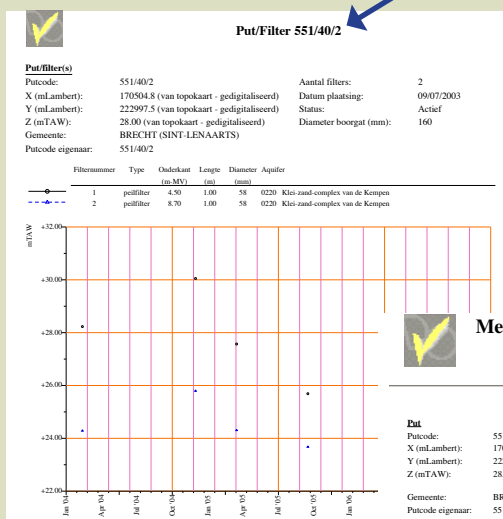 Put/Filter 551/40/2
Put/filter(s)
Putcode: 551/40/2 Aantal filters: 2
X (mLambert): 170504.8 (van topokaart - gedigitaliseerd) Datum plaatsing: 09/07/2003
Y (mLambert): 222997.5 (van topokaart - gedigitaliseerd) Status: Actief
Z (mTAW): 28.00 (van topokaart - gedigitaliseerd) Diameter boorgat (mm): 160
Gemeente: BRECHT (SINT-LENAARTS)
Putcode eigenaar: 551/40/2
Filternummer Type Onderkant Lengte Diameter Aquifer
(m-MV) (m) (mm)
1 peilfilter 4.50 1.00 58 0220 Klei-zand-complex van de Kempen
2 peilfilter 8.70 1.00 58 0220 Klei-zand-complex van de Kempen
mTAW
+32.00
+30.00
+28.00
+26.00
+24.00
+22.00
Jan '04
Apr '04
Jul '04
Oct '04
Jan '05
Apr '05
Jul '05
Oct '05
Jan '06
Me
Put
Putcode: 55
X (mLambert): 170
Y (mLambert): 222
Z (mTAW): 28.
Gemeente: BR
Putcode eigenaar: 55